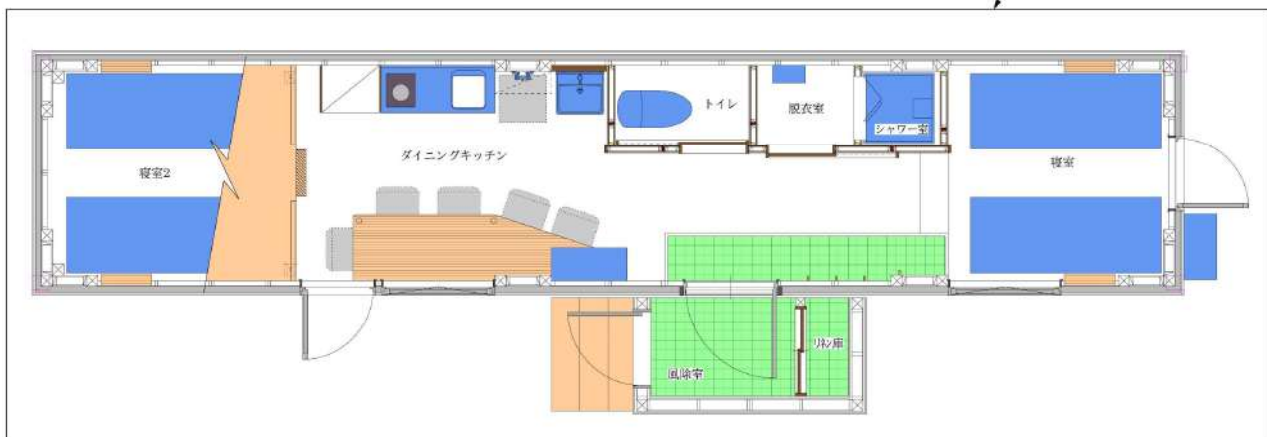 トイレ
脱衣室
シャワー室
ダイニングキッチン
寝室2
寝室
リネン庫
風除室